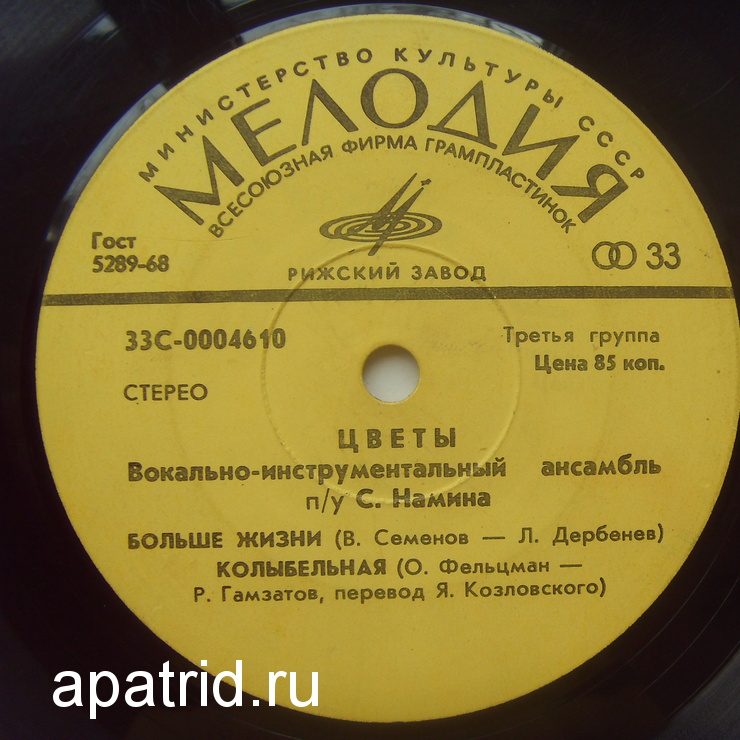 МИНИСТЕРСТВО КУЛЬТУРЫ СССР
МЕЛОДИЯ
ВСЕСОЮЗНАЯ ФИРМА ГРАМПЛАСТИНОК
Гост
5289-68
33
РИЖСКИЙ ЗАВОД
33С-0004610
Третья группа
Цена 85 коп.
СТЕРЕО
ЦВЕТЫ
Вокально-инструментальный ансамбль
п/у С. Намина
БОЛЬШЕ ЖИЗНИ (В. Семенов — Л. Дербенев)
КОЛЫБЕЛЬНАЯ (О. Фельцман —
Р. Гамзатов, перевод Я. Козловского)
apatrid.ru